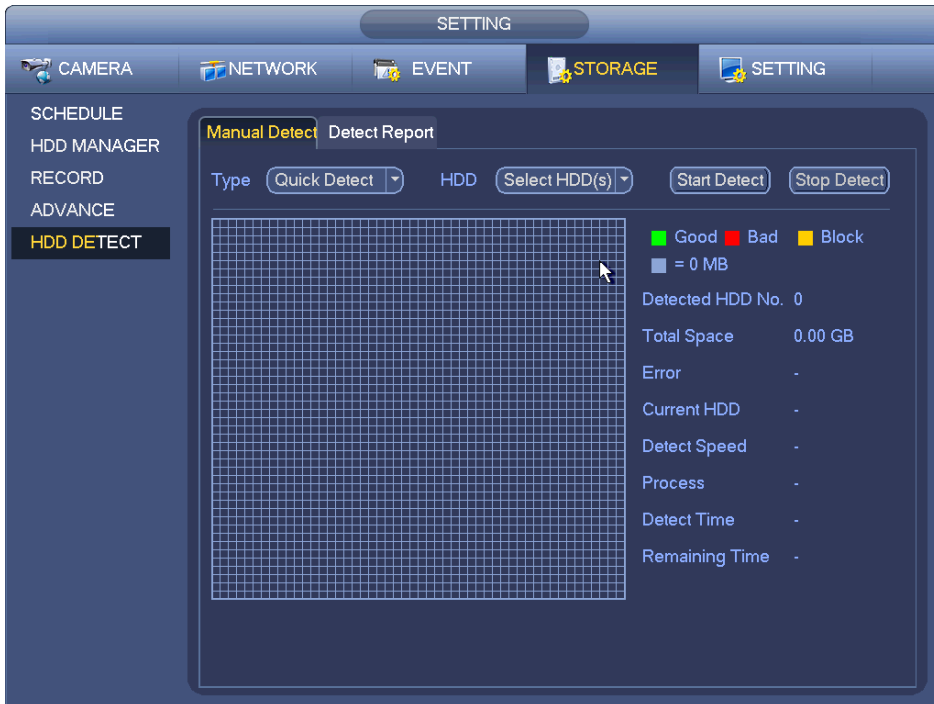 SETTING
CAMERA NETWORK EVENT STORAGE SETTING
SCHEDULE
HDD MANAGER
RECORD
ADVANCE
HDD DETECT
Manual Detect Detect Report
Type Quick Detect HDD Select HDD(s) Start Detect Stop Detect
Good Bad Block
= 0 MB
Detected HDD No. 0
Total Space 0.00 GB
Error -
Current HDD -
Detect Speed -
Process -
Detect Time -
Remaining Time -